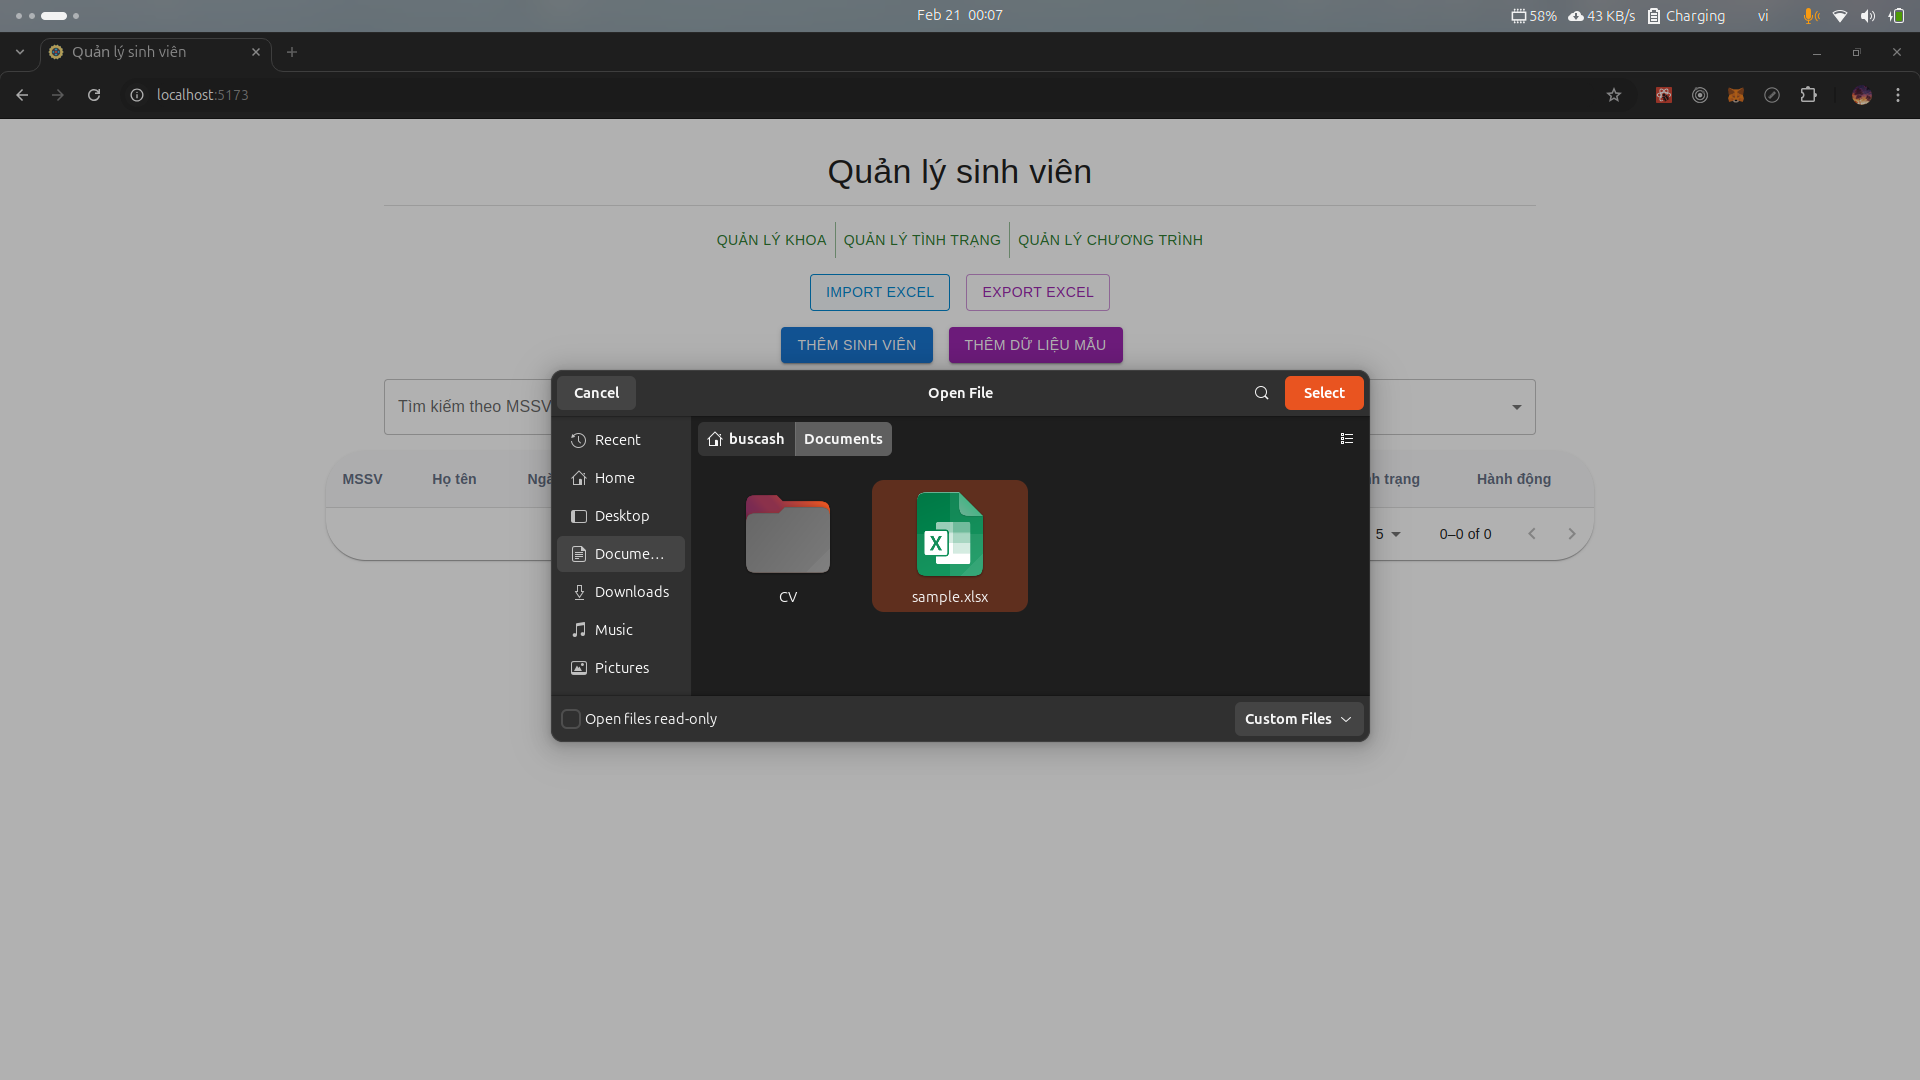 Feb 21 00:07
58% 43 KB/s Charging vi
Quản lý sinh viên
localhost:5173
Quản lý sinh viên
QUẢN LÝ KHOA QUẢN LÝ TÌNH TRẠNG QUẢN LÝ CHƯƠNG TRÌNH
IMPORT EXCEL EXPORT EXCEL
THÊM SINH VIÊN THÊM DỮ LIỆU MẪU
Tìm kiếm theo MSSV
MSSV Họ tên Ngà h trạng Hành động
5 0–0 of 0
Cancel Open File Select
Recent
Home
Desktop
Docume…
Downloads
Music
Pictures
buscash Documents
CV sample.xlsx
Open files read-only Custom Files